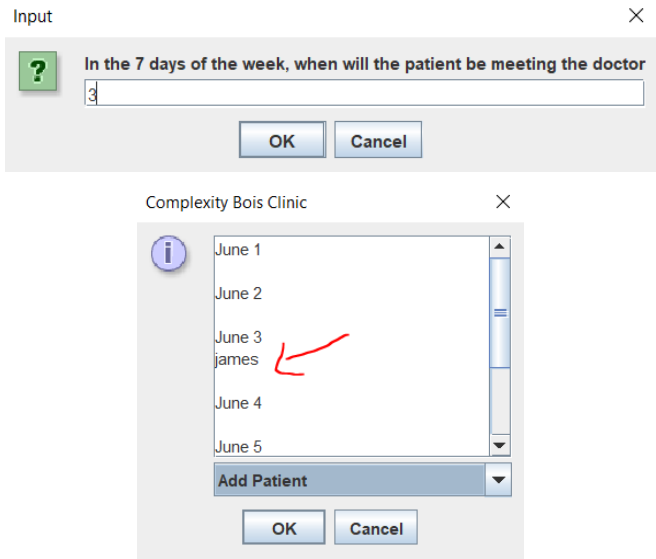 Input
In the 7 days of the week, when will the patient be meeting the doctor
3
OK
Cancel
Complexity Bois Clinic
June 1
June 2
June 3
james
June 4
June 5
Add Patient
OK
Cancel